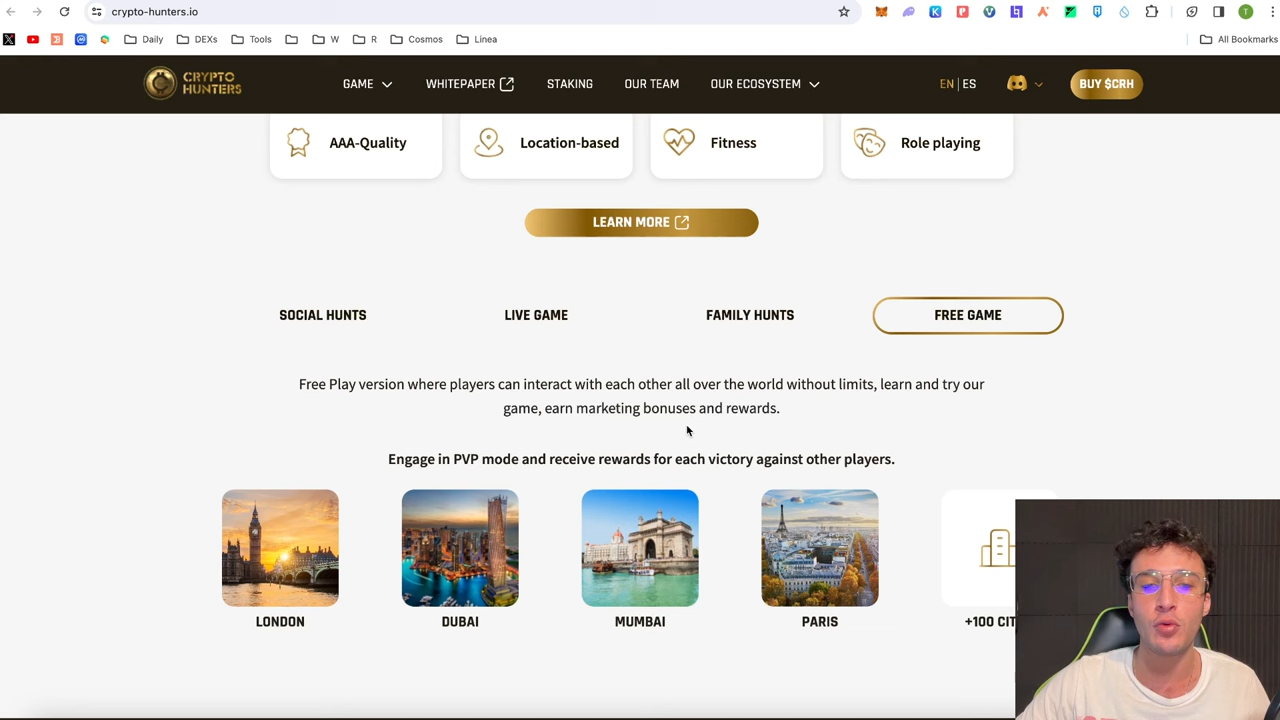 crypto-hunters.io
Daily
DEXs
Tools
W
R
Cosmos
Linea
All Bookmarks
CRYPTO
HUNTERS
GAME
WHITEPAPER
STAKING
OUR TEAM
OUR ECOSYSTEM
EN | ES
BUY $CRH
AAA-Quality
Location-based
Fitness
Role playing
LEARN MORE
SOCIAL HUNTS
LIVE GAME
FAMILY HUNTS
FREE GAME
Free Play version where players can interact with each other all over the world without limits, learn and try our
game, earn marketing bonuses and rewards.
Engage in PVP mode and receive rewards for each victory against other players.
LONDON
DUBAI
MUMBAI
PARIS
+100 CIT